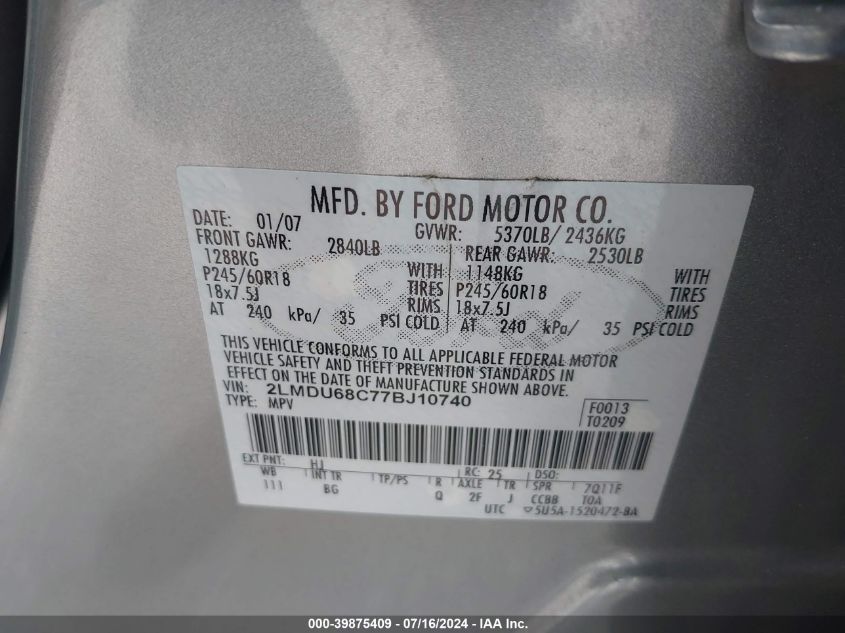 MFD. BY FORD MOTOR CO.
DATE: 01/07 GVWR: 5370LB/ 2436KG
FRONT GAWR: 2840LB REAR GAWR: 2530LB
1288KG WITH 1148KG WITH
P245/60R18 TIRES P245/60R18 TIRES
18x7.5J RIMS 18x7.5J RIMS
AT 240 kPa/ 35 PSI COLD AT 240 kPa/ 35 PSI COLD
THIS VEHICLE CONFORMS TO ALL APPLICABLE FEDERAL MOTOR
VEHICLE SAFETY AND THEFT PREVENTION STANDARDS IN
EFFECT ON THE DATE OF MANUFACTURE SHOWN ABOVE.
VIN: 2LMDU68C77BJ10740 F0013
TYPE: MPV T0209
EXT PNT: HJ RC: 25 DSO:
WB INT TR TP/PS R AXLE TR SPR 7Q11F
111 BG Q 2F J CCBB TOA
UTC ▽5U5A-1520472-BA
000-39875409 - 07/16/2024 - IAA Inc.